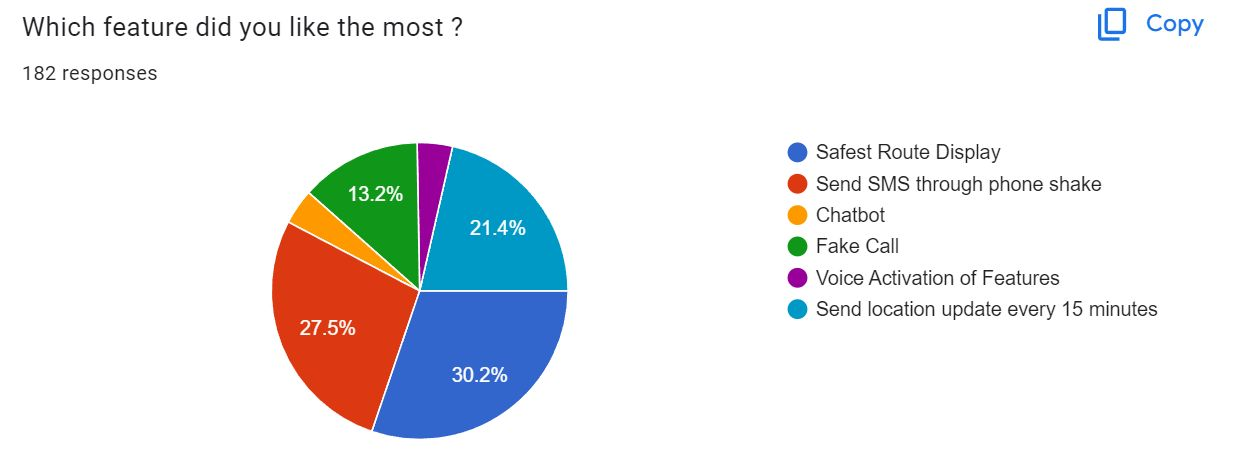 Which feature did you like the most ?
Copy
182 responses
13.2%
21.4%
27.5%
30.2%
Safest Route Display
Send SMS through phone shake
Chatbot
Fake Call
Voice Activation of Features
Send location update every 15 minutes